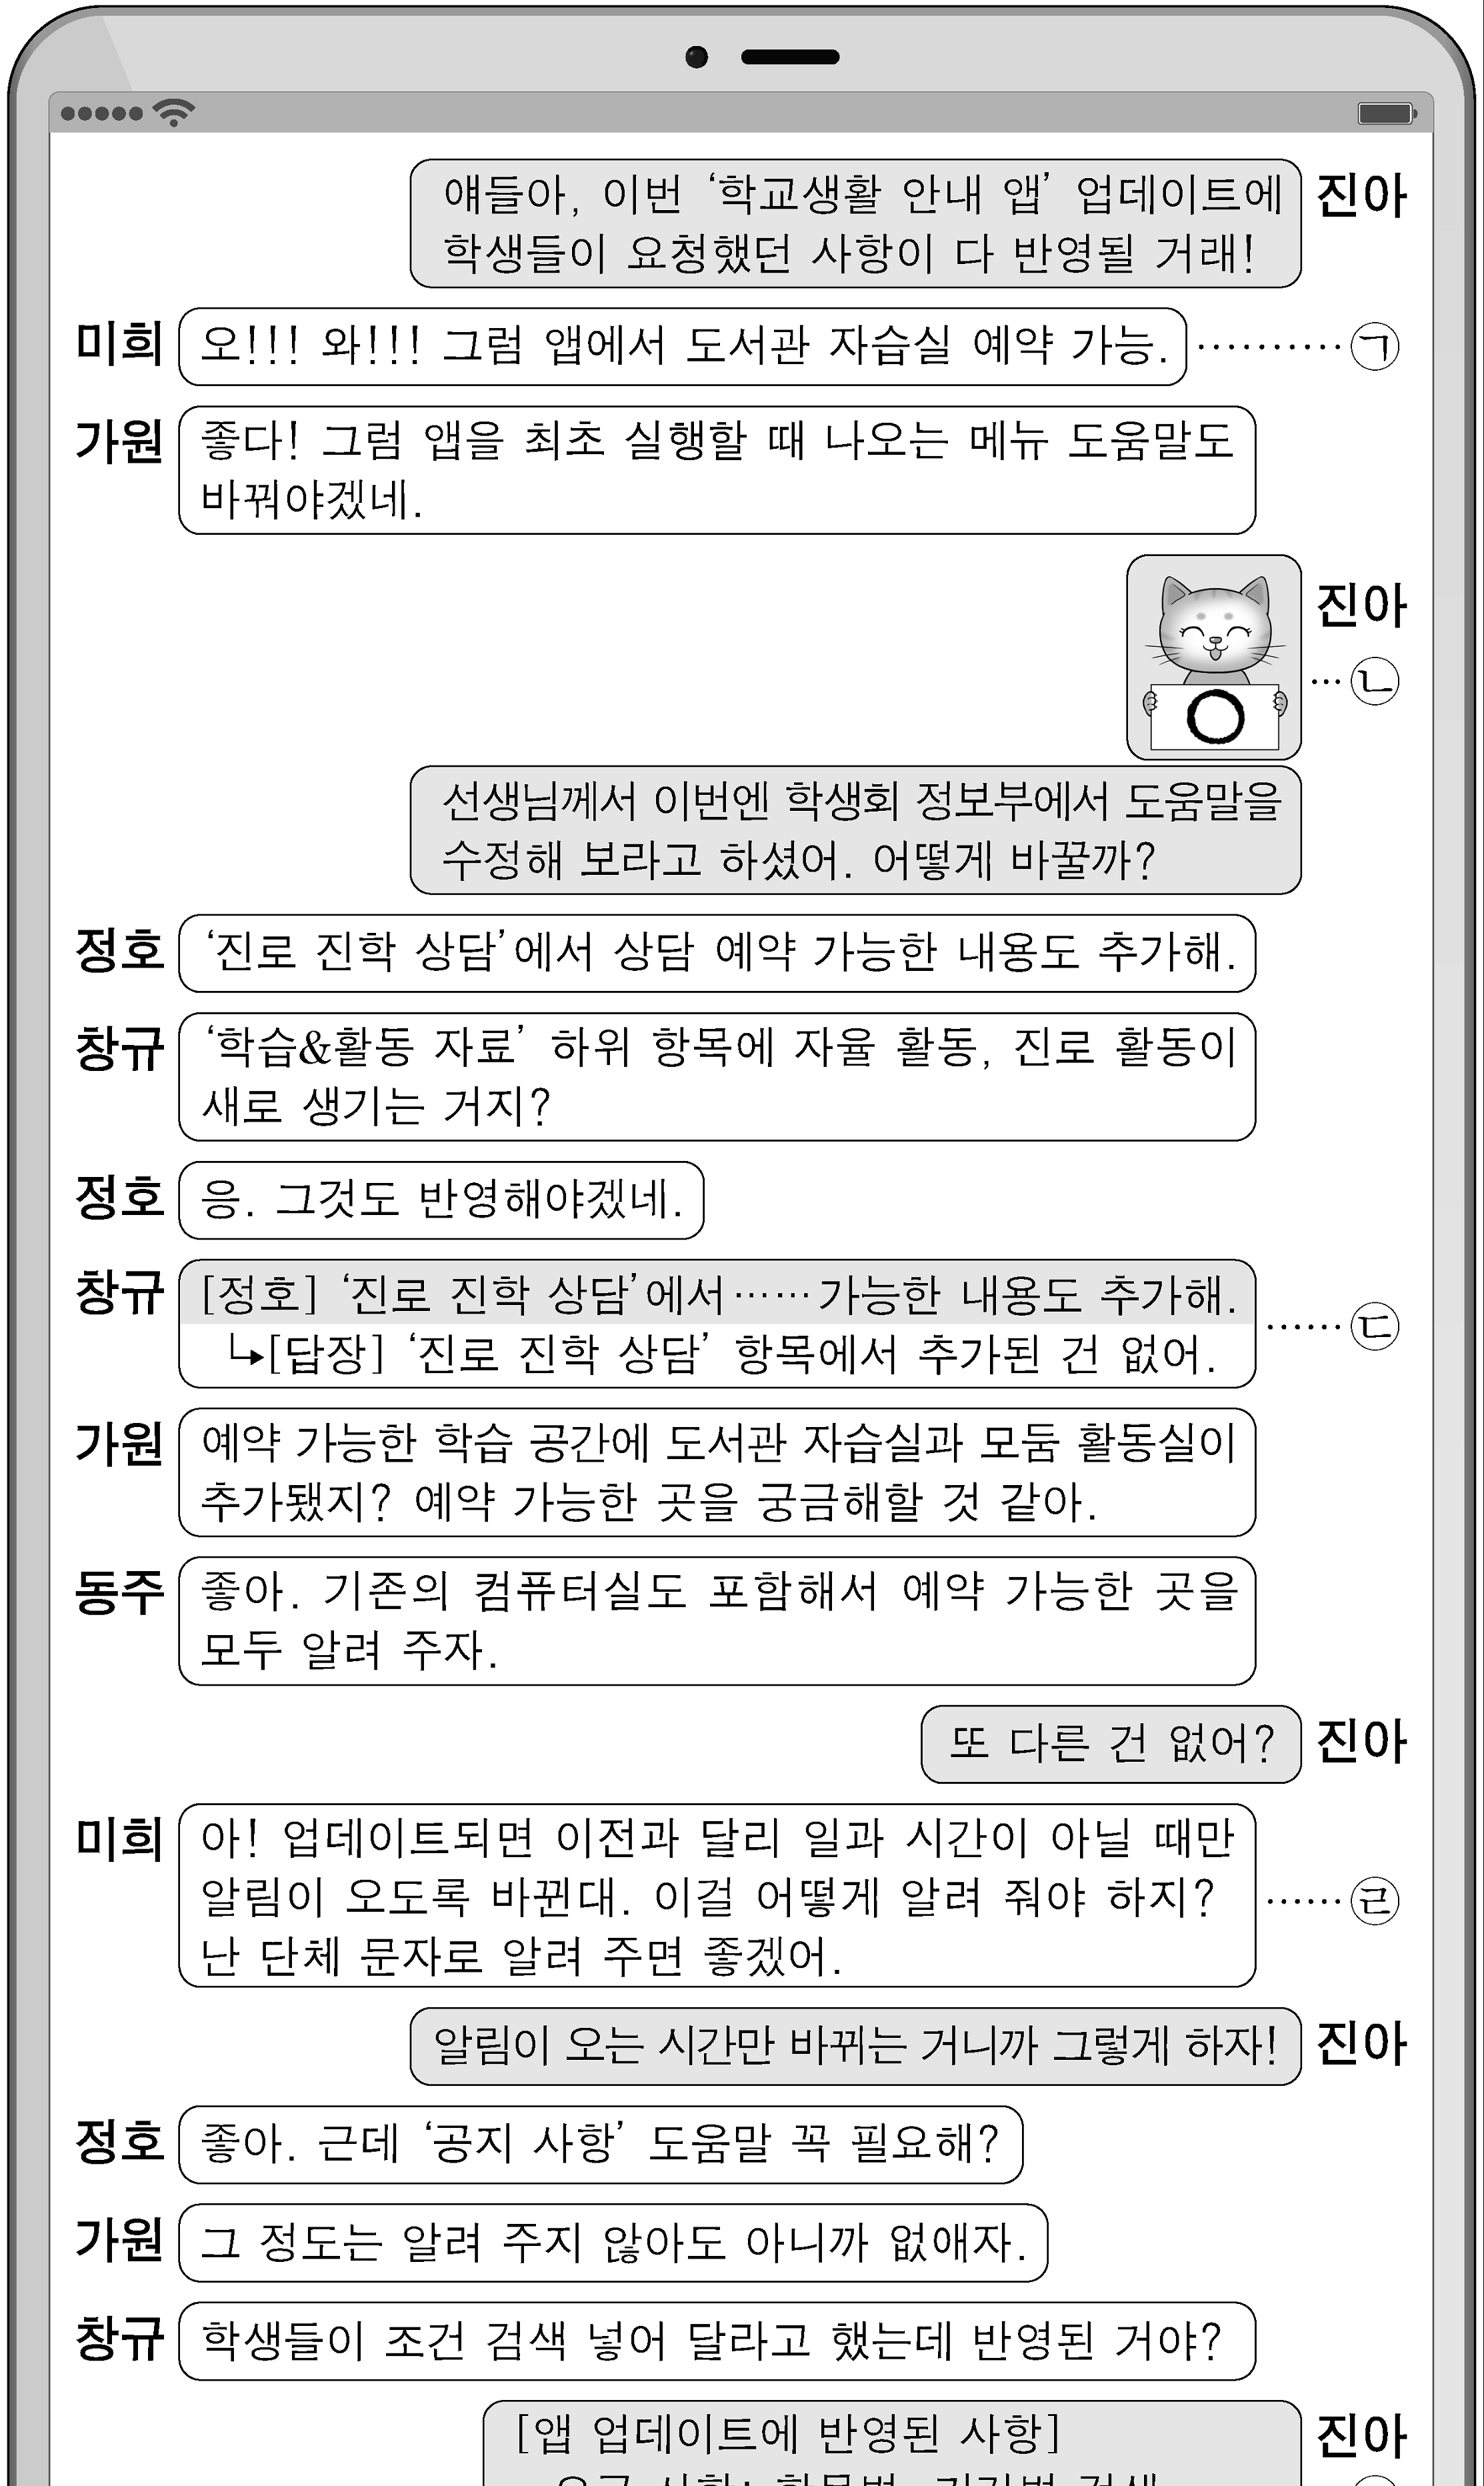 얘들아, 이번 ‘학교생활 안내 앱’ 업데이트에 진아
학생들이 요청했던 사항이 다 반영될 거래!
미희 오!!! 와!!! 그럼 앱에서 도서관 자습실 예약 가능. ·········· ㉠
가원 좋다! 그럼 앱을 최초 실행할 때 나오는 메뉴 도움말도
바꿔야겠네.
진아
○ ··· ㉡
선생님께서 이번엔 학생회 정보부에서 도움말을
수정해 보라고 하셨어. 어떻게 바꿀까?
정호 ‘진로 진학 상담’에서 상담 예약 가능한 내용도 추가해.
창규 ‘학습&활동 자료’ 하위 항목에 자율 활동, 진로 활동이
새로 생기는 거지?
정호 응. 그것도 반영해야겠네.
창규 [정호] ‘진로 진학 상담’에서……가능한 내용도 추가해.
↳[답장] ‘진로 진학 상담’ 항목에서 추가된 건 없어. ······ ㉢
가원 예약 가능한 학습 공간에 도서관 자습실과 모둠 활동실이
추가됐지? 예약 가능한 곳을 궁금해할 것 같아.
동주 좋아. 기존의 컴퓨터실도 포함해서 예약 가능한 곳을
모두 알려 주자.
또 다른 건 없어? 진아
미희 아! 업데이트되면 이전과 달리 일과 시간이 아닐 때만
알림이 오도록 바뀐대. 이걸 어떻게 알려 줘야 하지? ······ ㉣
난 단체 문자로 알려 주면 좋겠어.
알림이 오는 시간만 바뀌는 거니까 그렇게 하자! 진아
정호 좋아. 근데 ‘공지 사항’ 도움말 꼭 필요해?
가원 그 정도는 알려 주지 않아도 아니까 없애자.
창규 학생들이 조건 검색 넣어 달라고 했는데 반영된 거야?
[앱 업데이트에 반영된 사항] 진아